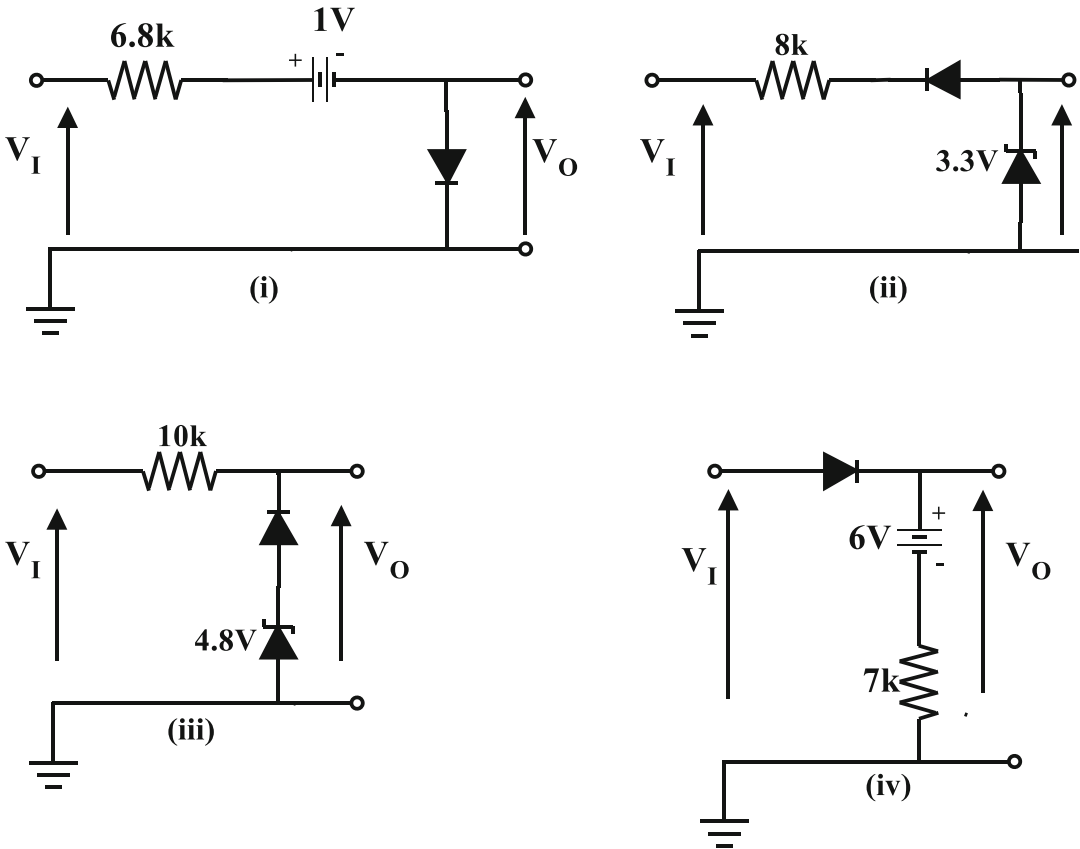 6.8k
1V
+ -
V_I
V_O
(i)
8k
V_I
3.3V
(ii)
10k
V_I
V_O
4.8V
(iii)
V_I
6V
+
-
V_O
7k
(iv)